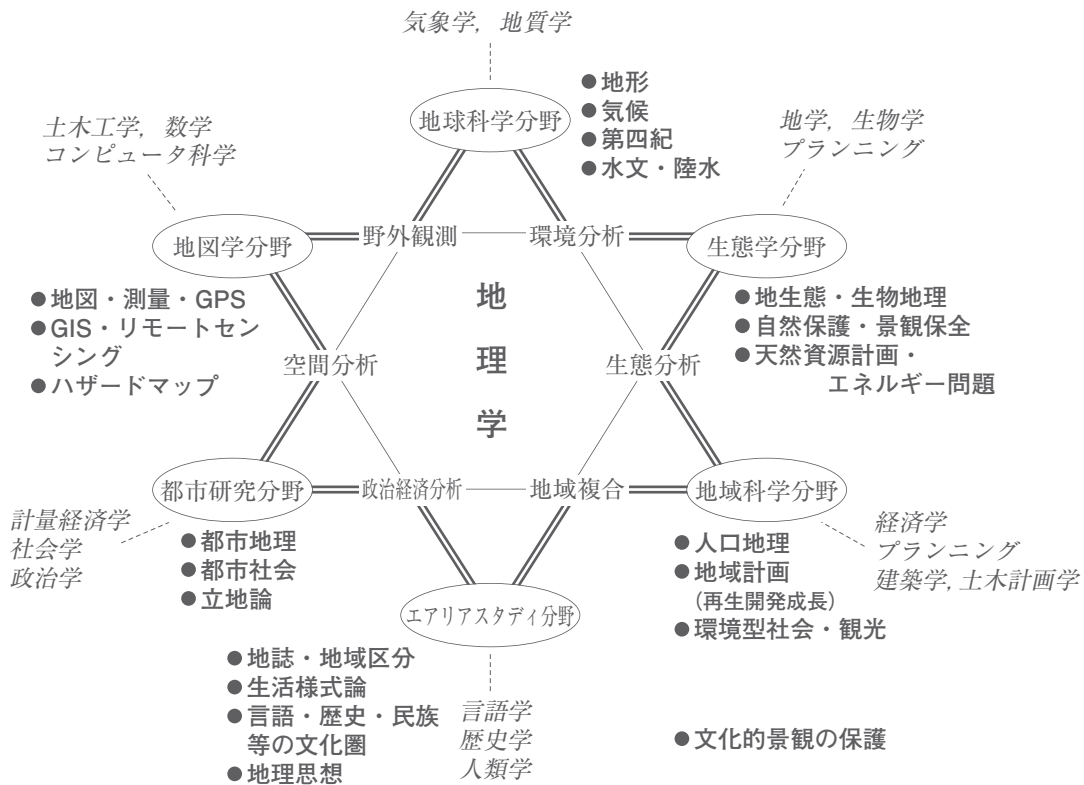 気象学，地質学
地球科学分野
●地形
●気候
●第四紀
●水文・陸水
土木工学，数学
コンピュータ科学
地学，生物学
プランニング
地図学分野
野外観測
環境分析
生態学分野
●地図・測量・GPS
●GIS・リモートセン
シング
●ハザードマップ
地
理
学
●地生態・生物地理
●自然保護・景観保全
●天然資源計画・
エネルギー問題
空間分析
生態分析
都市研究分野
政治経済分析
地域複合
地域科学分野
計量経済学
社会学
政治学
●都市地理
●都市社会
●立地論
●人口地理
●地域計画
(再生開発成長)
●環境型社会・観光
経済学
プランニング
建築学，土木計画学
エアリアスタディ分野
●地誌・地域区分
●生活様式論
●言語・歴史・民族
等の文化圏
●地理思想
言語学
歴史学
人類学
●文化的景観の保護